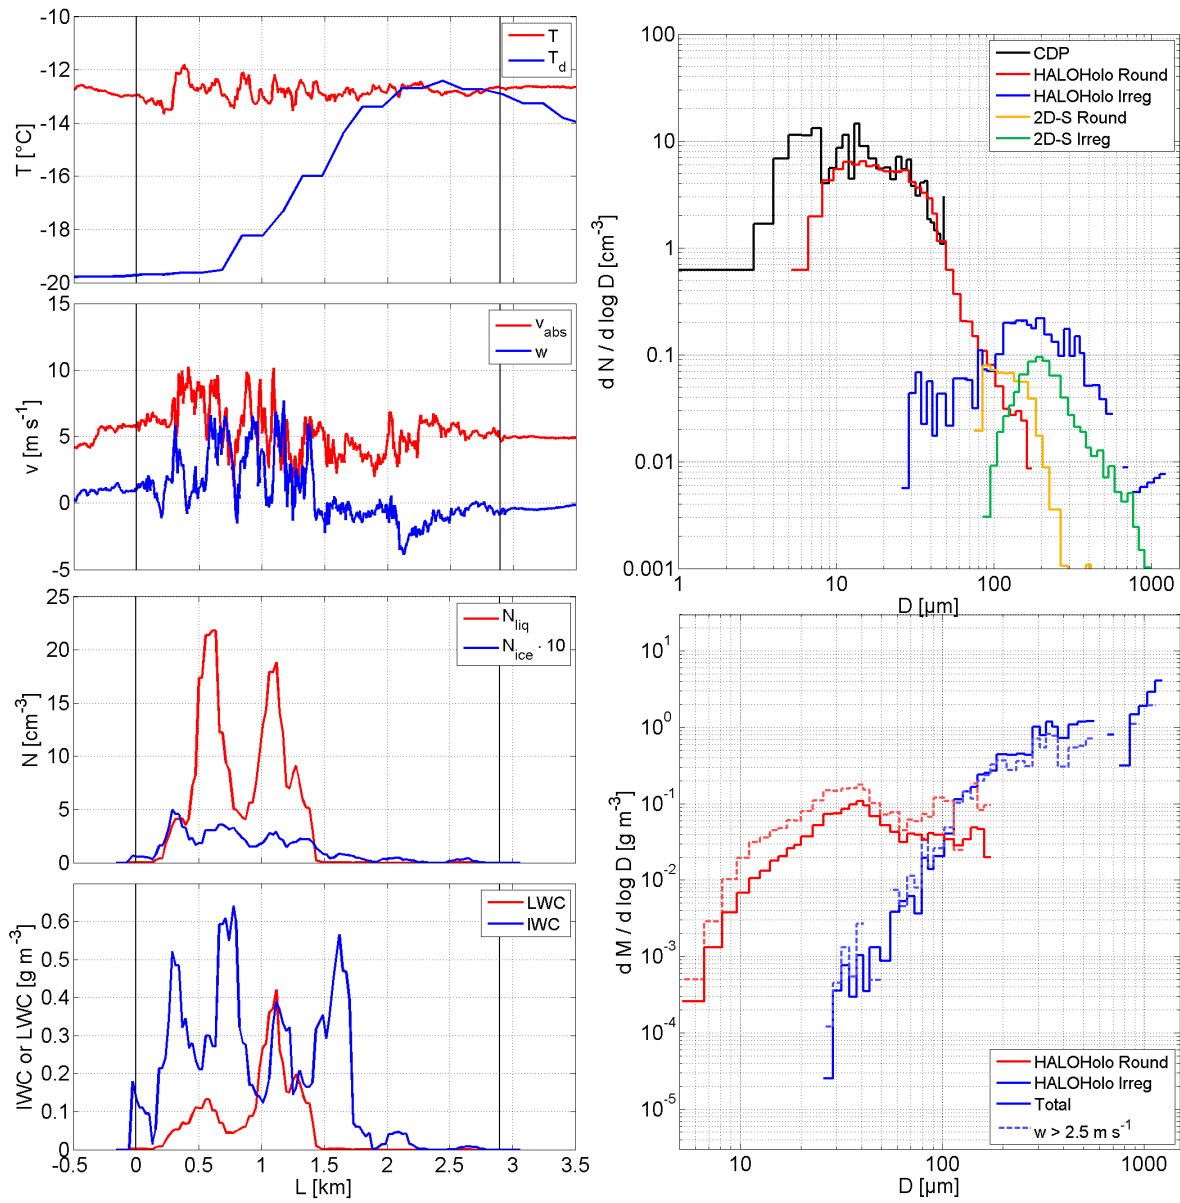 -10
-12
-14
-16
-18
-20
T [°C]
T
T_d
15
10
5
0
-5
v [m s⁻¹]
v_abs
w
25
20
15
10
5
0
N [cm⁻³]
N_liq
N_ice · 10
0.6
0.5
0.4
0.3
0.2
0.1
0
IWC or LWC [g m⁻³]
LWC
IWC
-0.5 0 0.5 1 1.5 2 2.5 3 3.5
L [km]
100
10
1
0.1
0.01
0.001
d N / d log D [cm⁻³]
CDP
HALOHolo Round
HALOHolo Irreg
2D-S Round
2D-S Irreg
1 10 100 1000
D [µm]
10¹
10⁰
10⁻¹
10⁻²
10⁻³
10⁻⁴
10⁻⁵
d M / d log D [g m⁻³]
HALOHolo Round
HALOHolo Irreg
Total
w > 2.5 m s⁻¹
10 100 1000
D [µm]